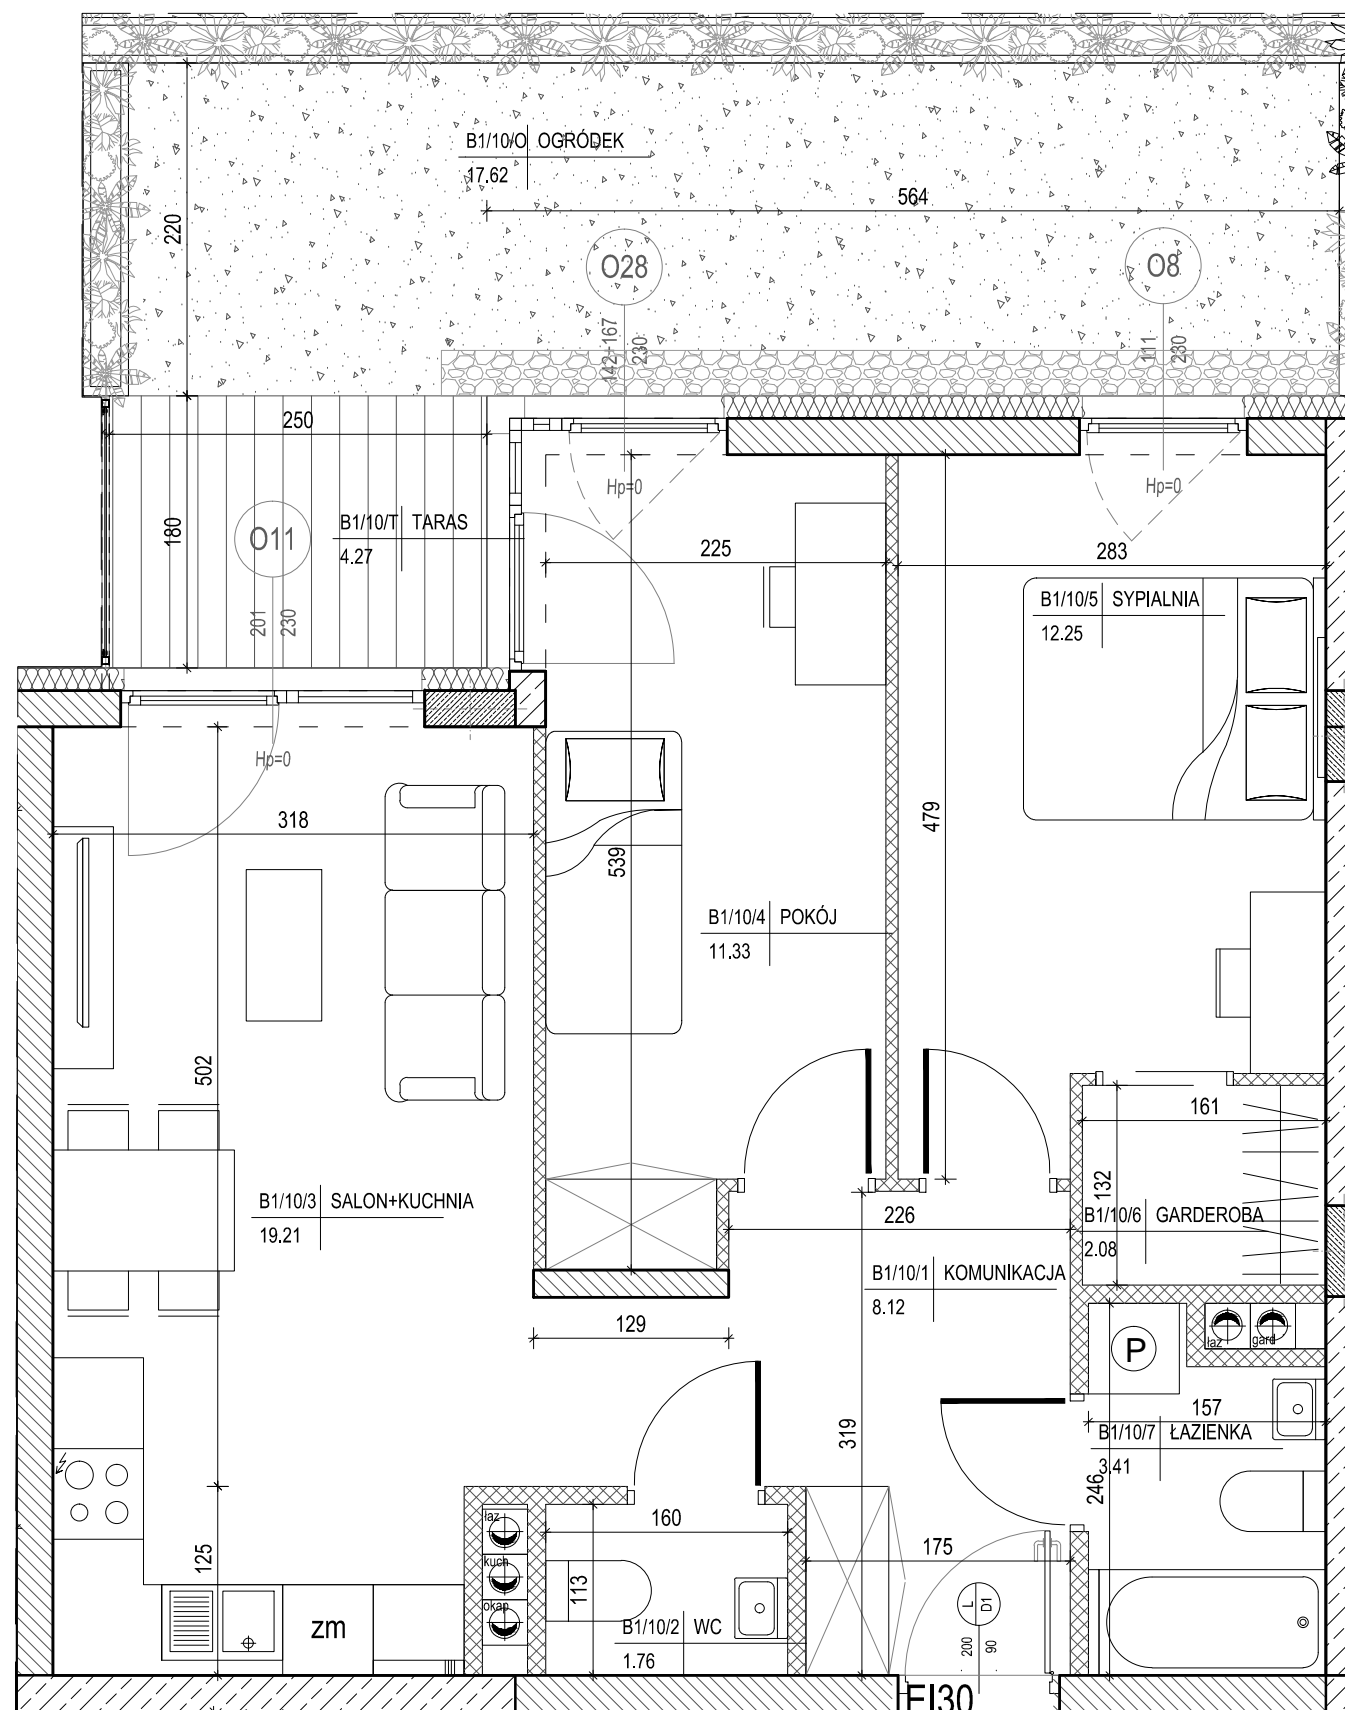 B1/10/O OGRÓDEK
17.62
564
220
O28
O8
142-167
230
111
230
250
180
O11
B1/10/T TARAS
4.27
201
230
Hp=0
Hp=0
225
283
B1/10/5 SYPIALNIA
12.25
Hp=0
318
479
539
B1/10/4 POKÓJ
11.33
502
161
132
B1/10/3 SALON+KUCHNIA
19.21
226
B1/10/6 GARDEROBA
2.08
B1/10/1 KOMUNIKACJA
8.12
129
łaz
gard
P
157
B1/10/7 ŁAZIENKA
3.41
319
246
łaz
160
kuch
125
175
113
okap
L
D1
zm
B1/10/2 WC
1.76
200
90
EI30